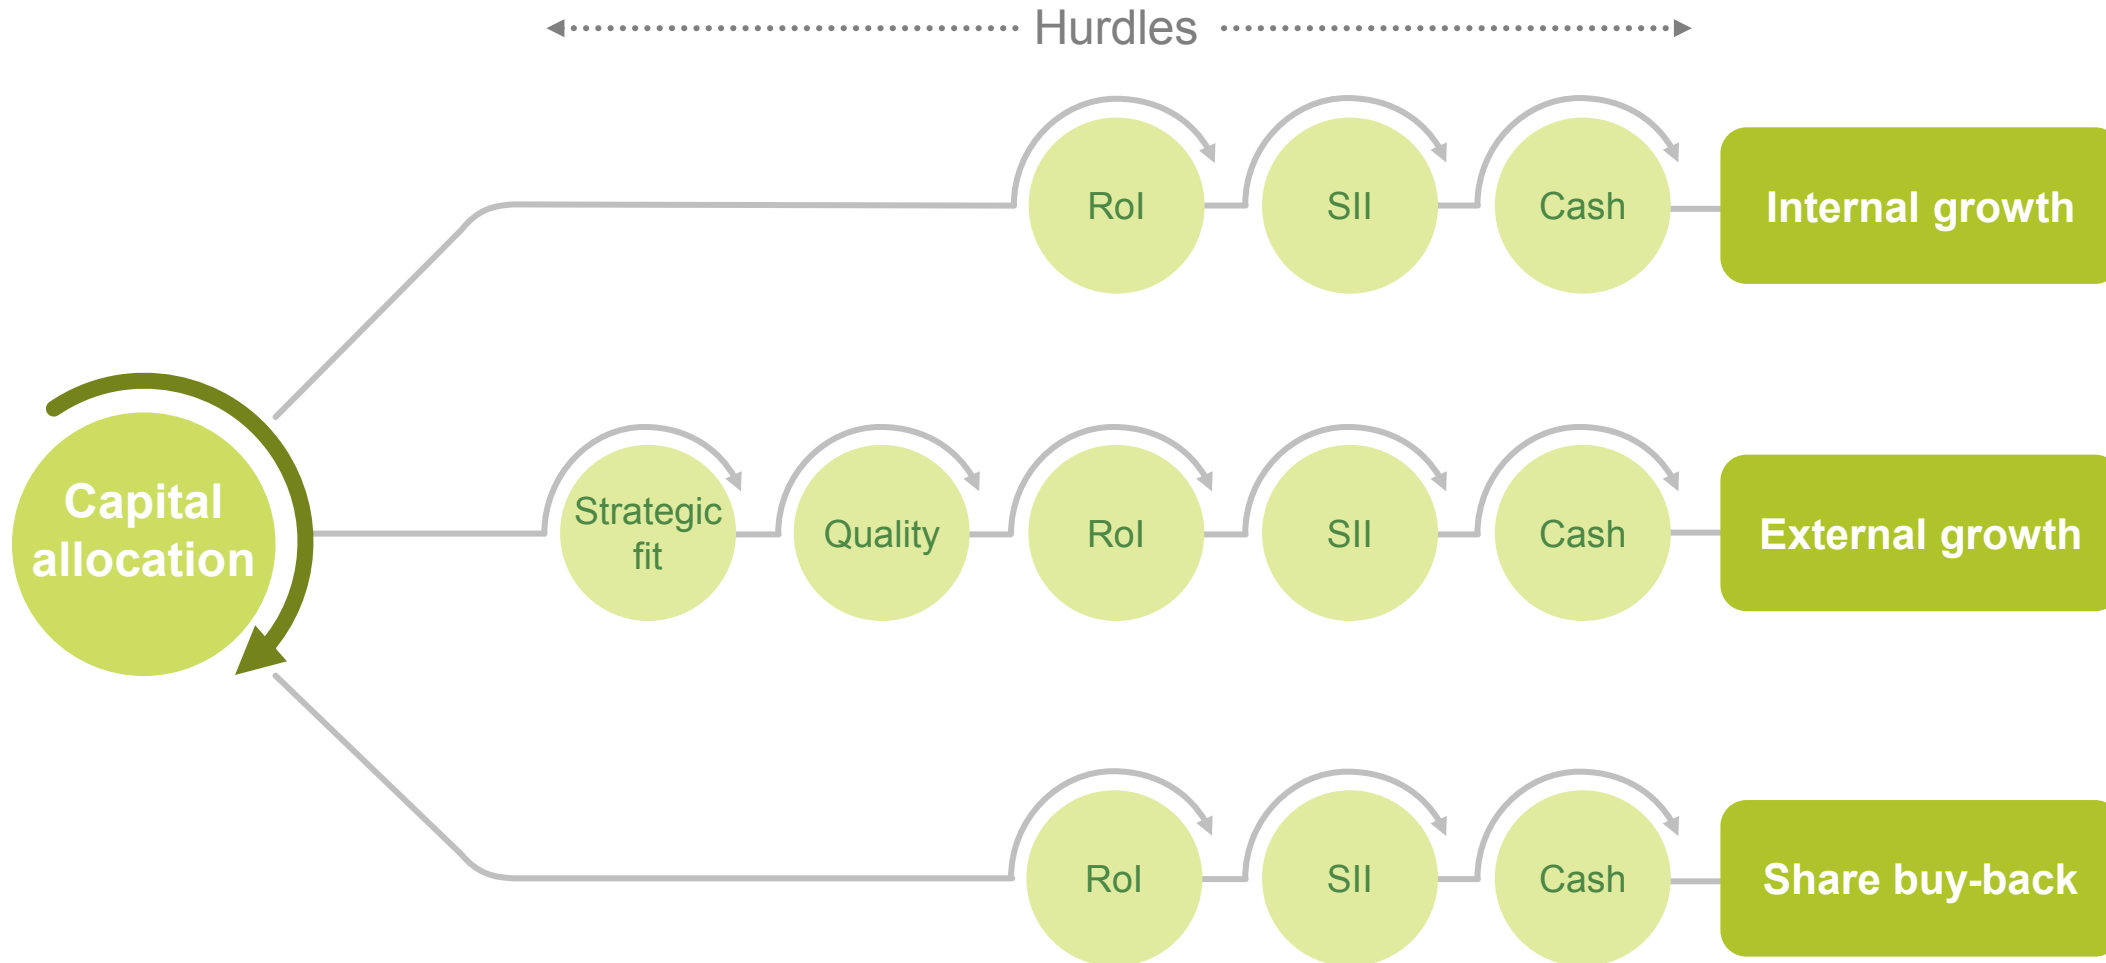 Hurdles
RoI
SII
Cash
Internal growth
Capital
allocation
Strategic
fit
Quality
RoI
SII
Cash
External growth
RoI
SII
Cash
Share buy-back